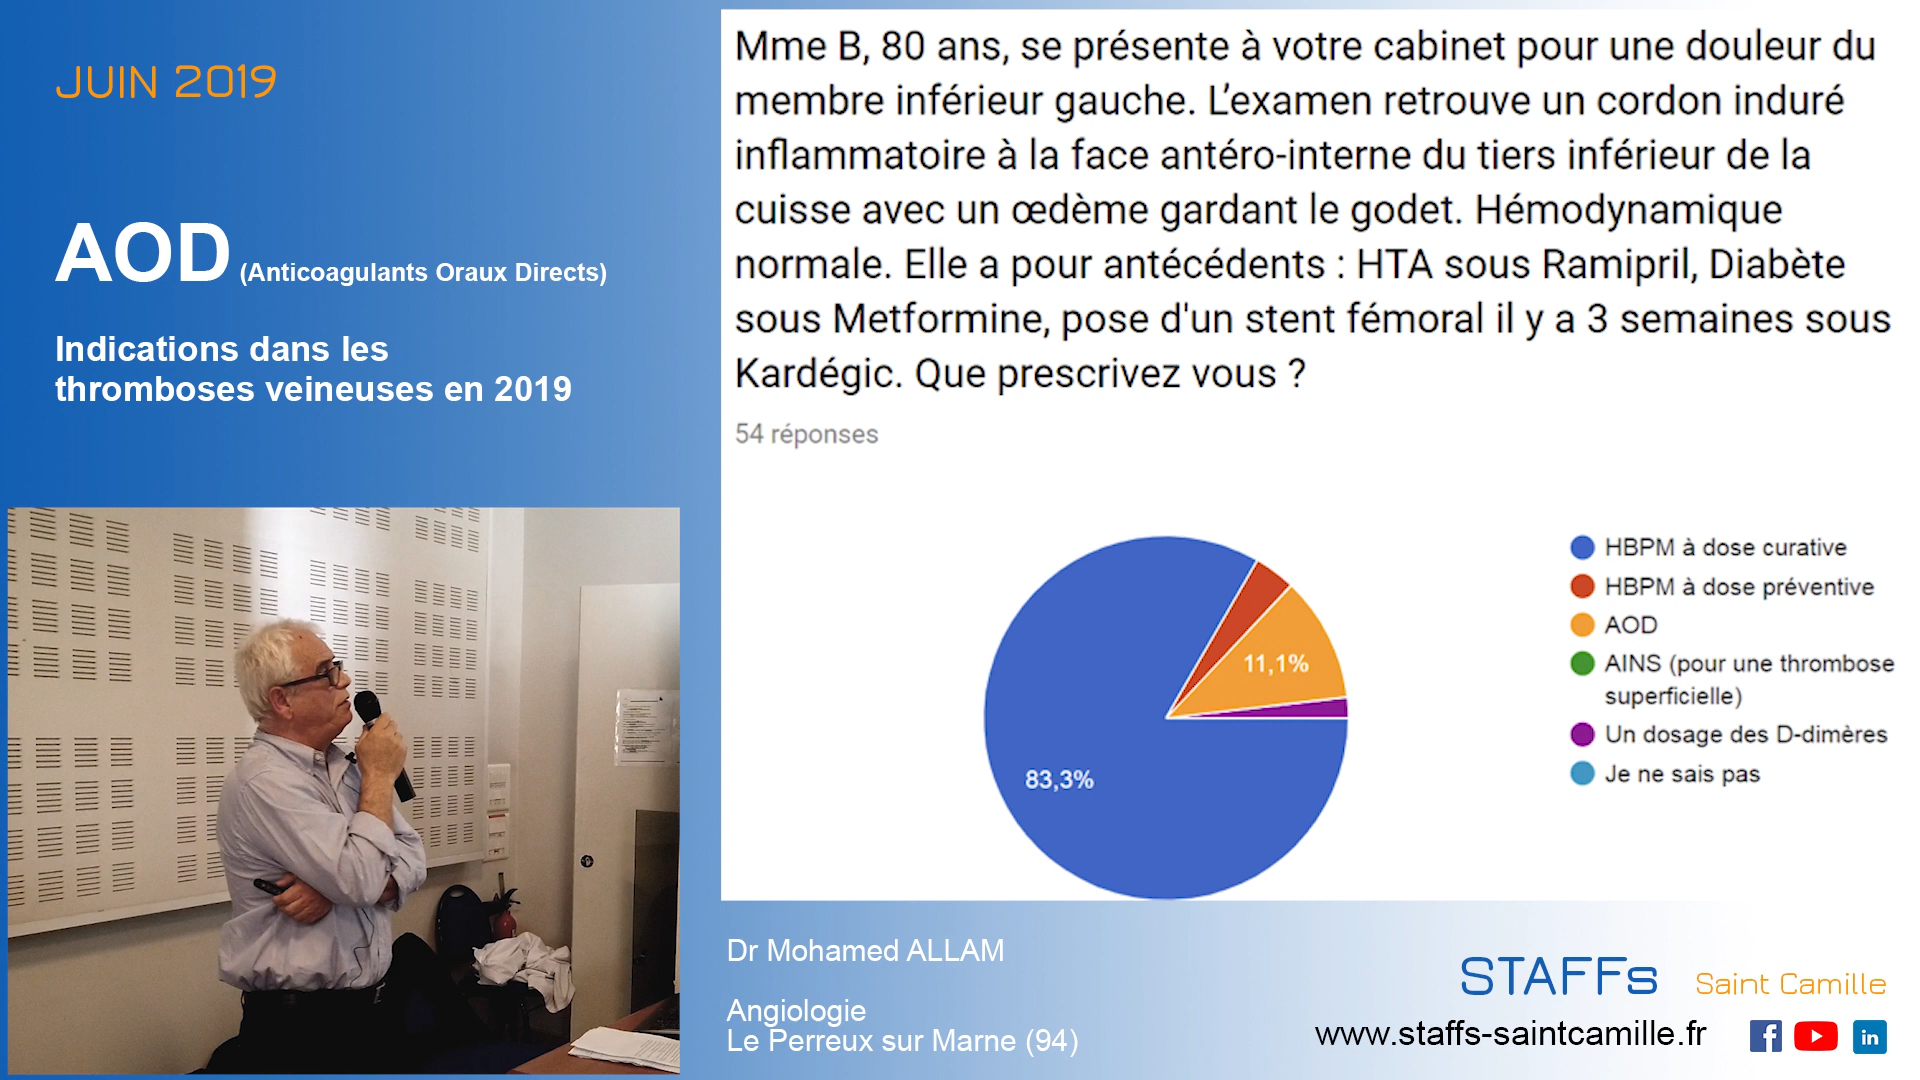 JUIN 2019
AOD (Anticoagulants Oraux Directs)
Indications dans les
thromboses veineuses en 2019
Mme B, 80 ans, se présente à votre cabinet pour une douleur du
membre inférieur gauche. L’examen retrouve un cordon induré
inflammatoire à la face antéro-interne du tiers inférieur de la
cuisse avec un œdème gardant le godet. Hémodynamique
normale. Elle a pour antécédents : HTA sous Ramipril, Diabète
sous Metformine, pose d'un stent fémoral il y a 3 semaines sous
Kardégic. Que prescrivez vous ?
54 réponses
11,1%
83,3%
HBPM à dose curative
HBPM à dose préventive
AOD
AINS (pour une thrombose
superficielle)
Un dosage des D-dimères
Je ne sais pas
Dr Mohamed ALLAM
Angiologie
Le Perreux sur Marne (94)
STAFFs Saint Camille
www.staffs-saintcamille.fr
f
in